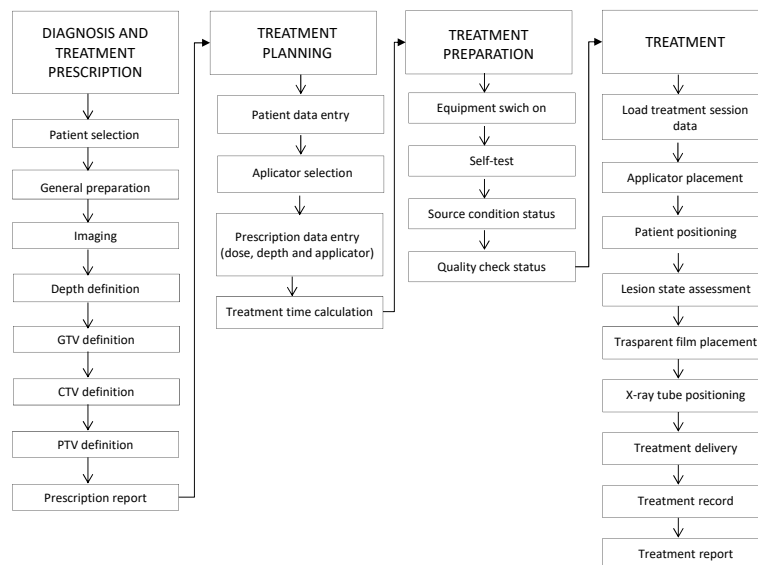 DIAGNOSIS AND
TREATMENT
PRESCRIPTION
Patient selection
General preparation
Imaging
Depth definition
GTV definition
CTV definition
PTV definition
Prescription report
TREATMENT
PLANNING
Patient data entry
Aplicator selection
Prescription data entry
(dose, depth and applicator)
Treatment time calculation
TREATMENT
PREPARATION
Equipment swich on
Self-test
Source condition status
Quality check status
TREATMENT
Load treatment session
data
Applicator placement
Patient positioning
Lesion state assessment
Trasparent film placement
X-ray tube positioning
Treatment delivery
Treatment record
Treatment report